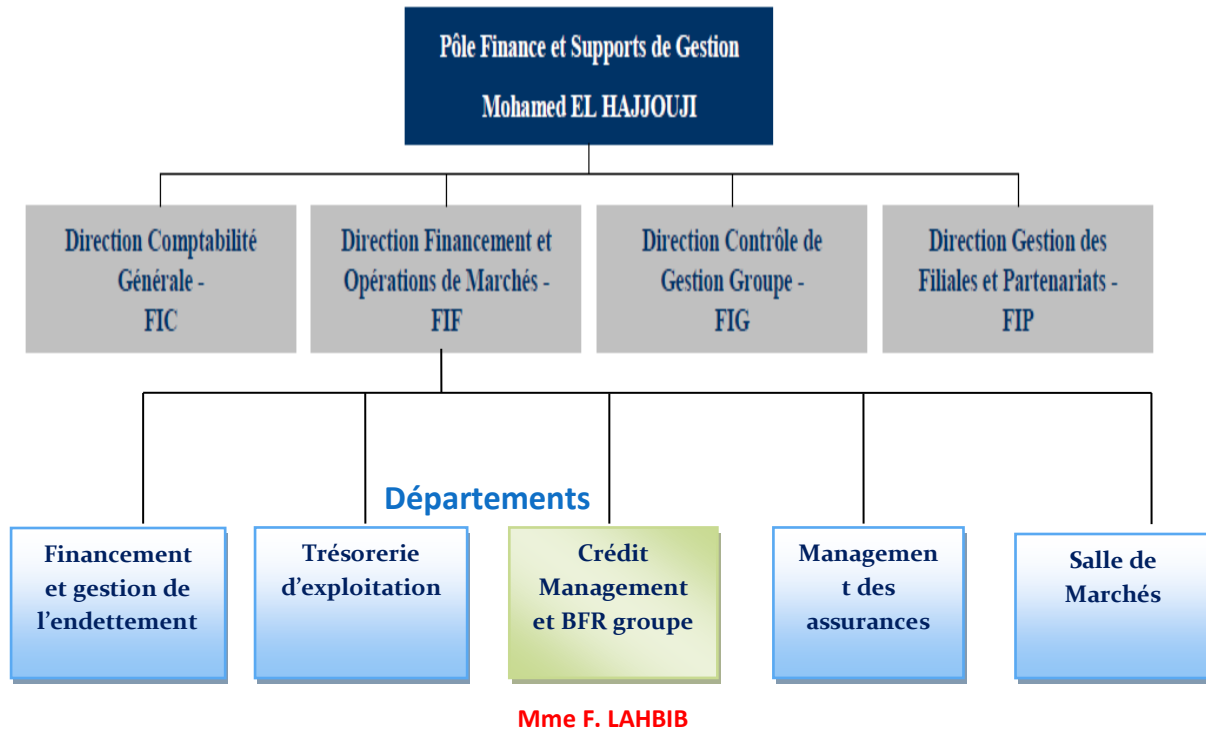 Pôle Finance et Supports de Gestion
Mohamed EL HAJJOUJI
Direction Comptabilité
Générale -
FIC
Direction Financement et
Opérations de Marchés -
FIF
Direction Contrôle de
Gestion Groupe -
FIG
Direction Gestion des
Filiales et Partenariats -
FIP
Départements
Financement
et gestion de
l’endettement
Trésorerie
d’exploitation
Crédit
Management
et BFR groupe
Managemen
t des
assurances
Salle de
Marchés
Mme F. LAHBIB